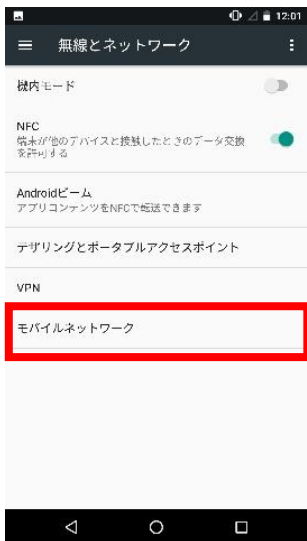 12:01
無線とネットワーク
機内モード
NFC
端末が他のデバイスと接触したときのデータ交換
を許可する
Androidビーム
アプリコンテンツをNFCで転送できます
テザリングとポータブルアクセスポイント
VPN
モバイルネットワーク